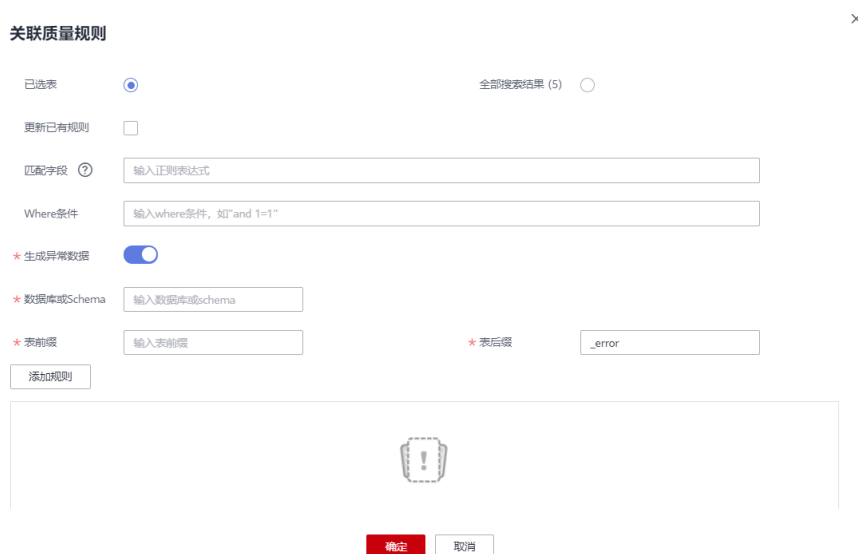 关联质量规则
已选表 全部搜索结果 (5)
更新已有规则
匹配字段 ? 输入正则表达式
Where条件 输入where条件，如"and 1=1"
* 生成异常数据
* 数据库或Schema 输入数据库或schema
* 表前缀 输入表前缀 * 表后缀 _error
添加规则
确定 取消